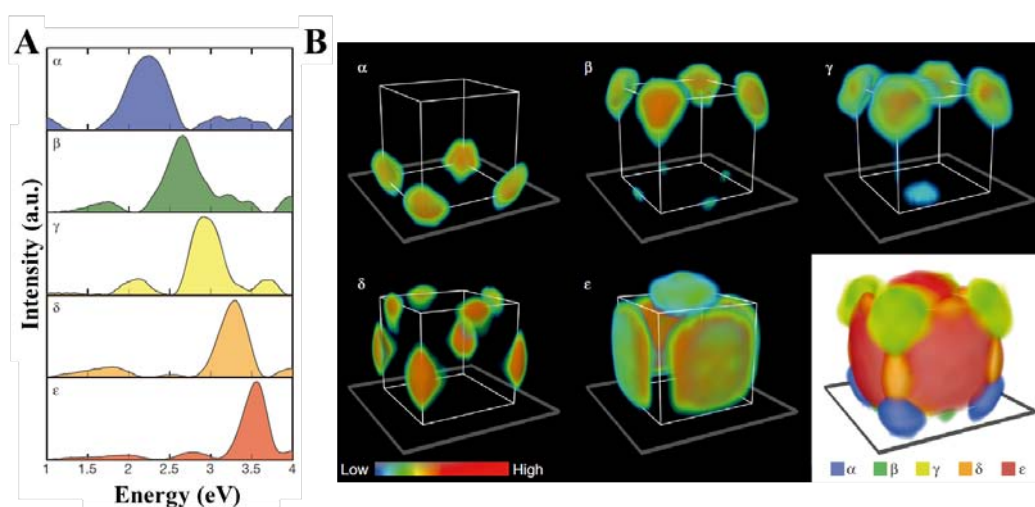 A
B
α
β
γ
δ
ε
Intensity (a.u.)
1 1.5 2 2.5 3 3.5 4
Energy (eV)
α β γ
δ ε
Low High
α β γ δ ε